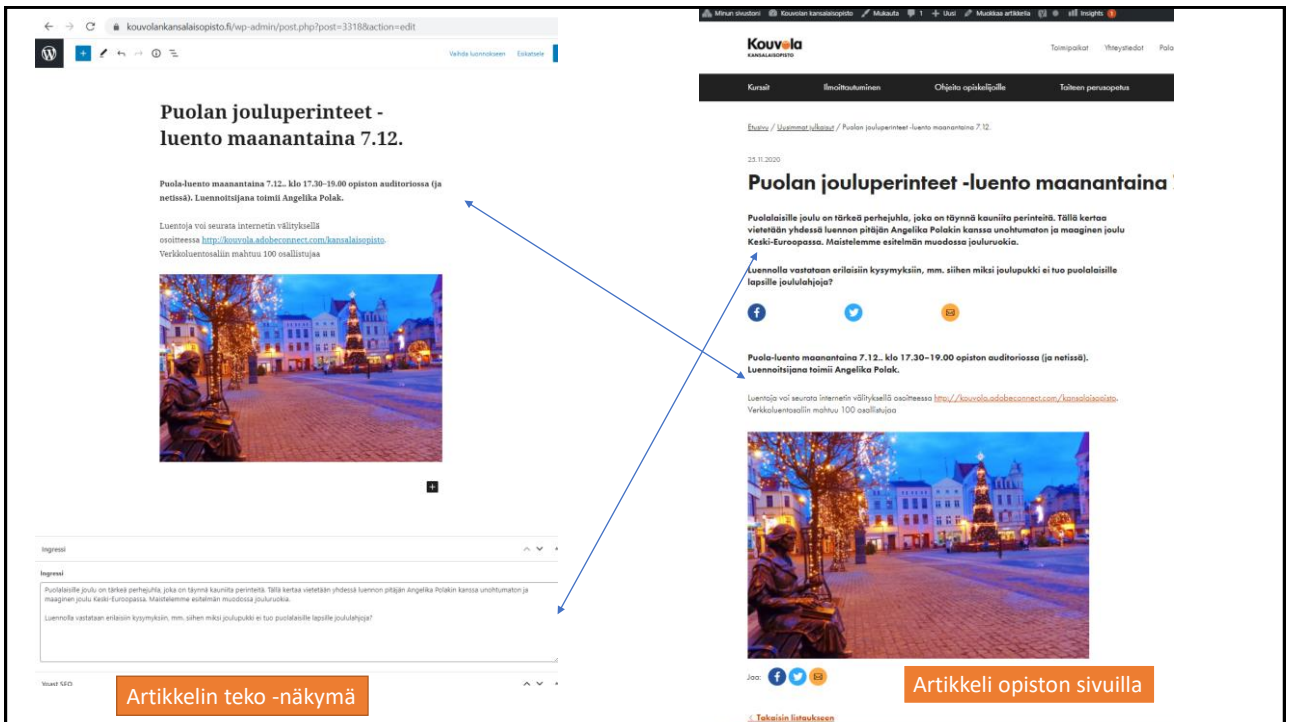 kouvolankansalaisopisto.fi/wp-admin/post.php?post=3318&action=edit
Vaihda luonnokseen Esikatsele
Puolan jouluperinteet -
luento maanantaina 7.12.
Puola-luento maanantaina 7.12.. klo 17.30–19.00 opiston auditoriossa (ja
netissä). Luennoitsijana toimii Angelika Polak.
Luentoja voi seurata internetin välityksellä
osoitteessa http://kouvola.adobeconnect.com/kansalaisopisto.
Verkkoluentosaliin mahtuu 100 osallistujaa
Ingressi
Ingressi
Puolalaisille joulu on tärkeä perhejuhla, joka on täynnä kauniita perinteitä. Tällä kertaa vietetään yhdessä luennon pitäjän Angelika Polakin kanssa unohtumaton ja
maaginen joulu Keski-Euroopassa. Maistelemme esitelmän muodossa jouluruokia.
Luennolla vastataan erilaisiin kysymyksiin, mm. siihen miksi joulupukki ei tuo puolalaisille lapsille joululahjoja?
Yoast SEO
Artikkelin teko -näkymä
Minun sivustoni Kouvolan kansalaisopisto Mukauta 1 + Uusi Muokkaa artikkelia Insights 1
Kouvola
KANSALAISOPISTO
Toimipaikat Yhteystiedot Pala
Kurssit Ilmoittautuminen Ohjeita opiskelijoille Taiteen perusopetus
Etusivu / Uusimmat julkaisut / Puolan jouluperinteet -luento maanantaina 7.12.
23.11.2020
Puolan jouluperinteet -luento maanantaina
Puolalaisille joulu on tärkeä perhejuhla, joka on täynnä kauniita perinteitä. Tällä kertaa
vietetään yhdessä luennon pitäjän Angelika Polakin kanssa unohtumaton ja maaginen joulu
Keski-Euroopassa. Maistelemme esitelmän muodossa jouluruokia.
Luennolla vastataan erilaisiin kysymyksiin, mm. siihen miksi joulupukki ei tuo puolalaisille
lapsille joululahjoja?
Puola-luento maanantaina 7.12.. klo 17.30–19.00 opiston auditoriossa (ja netissä).
Luennoitsijana toimii Angelika Polak.
Luentoja voi seurata internetin välityksellä osoitteessa http://kouvola.adobeconnect.com/kansalaisopisto.
Verkkoluentosaliin mahtuu 100 osallistujaa
Jaa:
Artikkeli opiston sivuilla
< Takaisin listaukseen